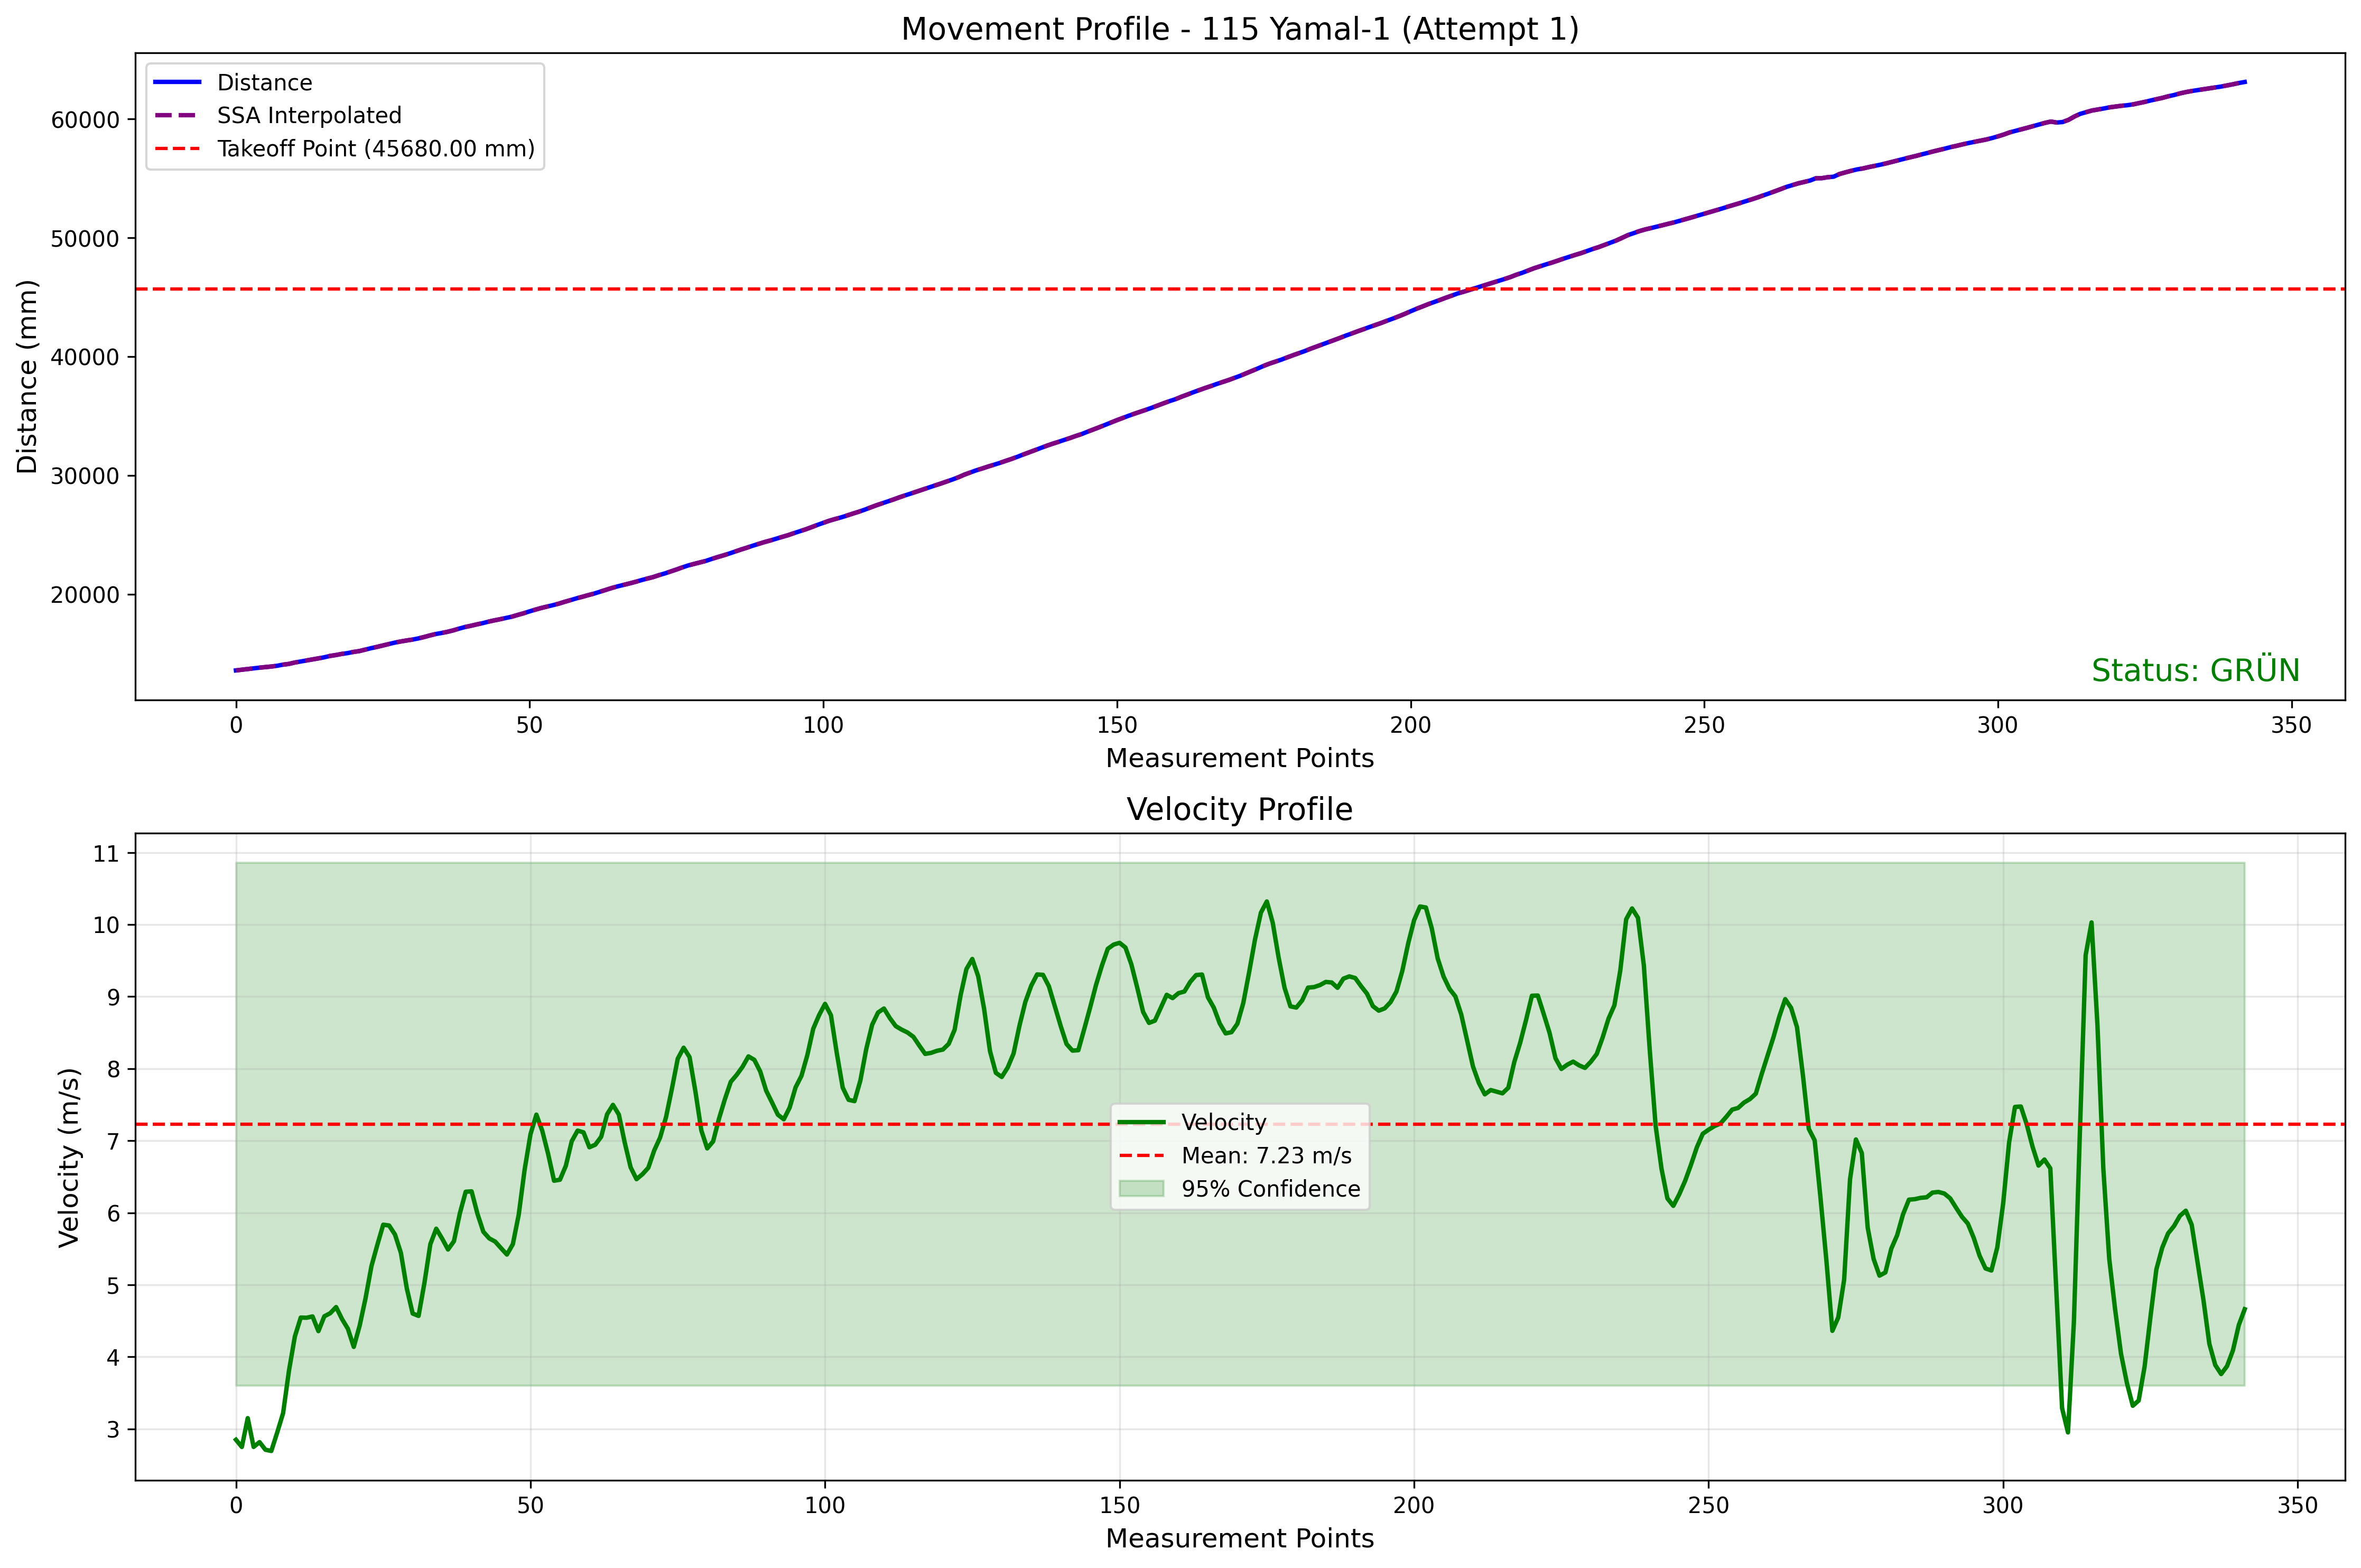 Movement Profile - 115 Yamal-1 (Attempt 1)
Distance
SSA Interpolated
Takeoff Point (45680.00 mm)
60000
50000
40000
30000
20000
Distance (mm)
Status: GRÜN
0 50 100 150 200 250 300 350
Measurement Points
Velocity Profile
11
10
9
8
7
6
5
4
3
Velocity (m/s)
Velocity
Mean: 7.23 m/s
95% Confidence
0 50 100 150 200 250 300 350
Measurement Points